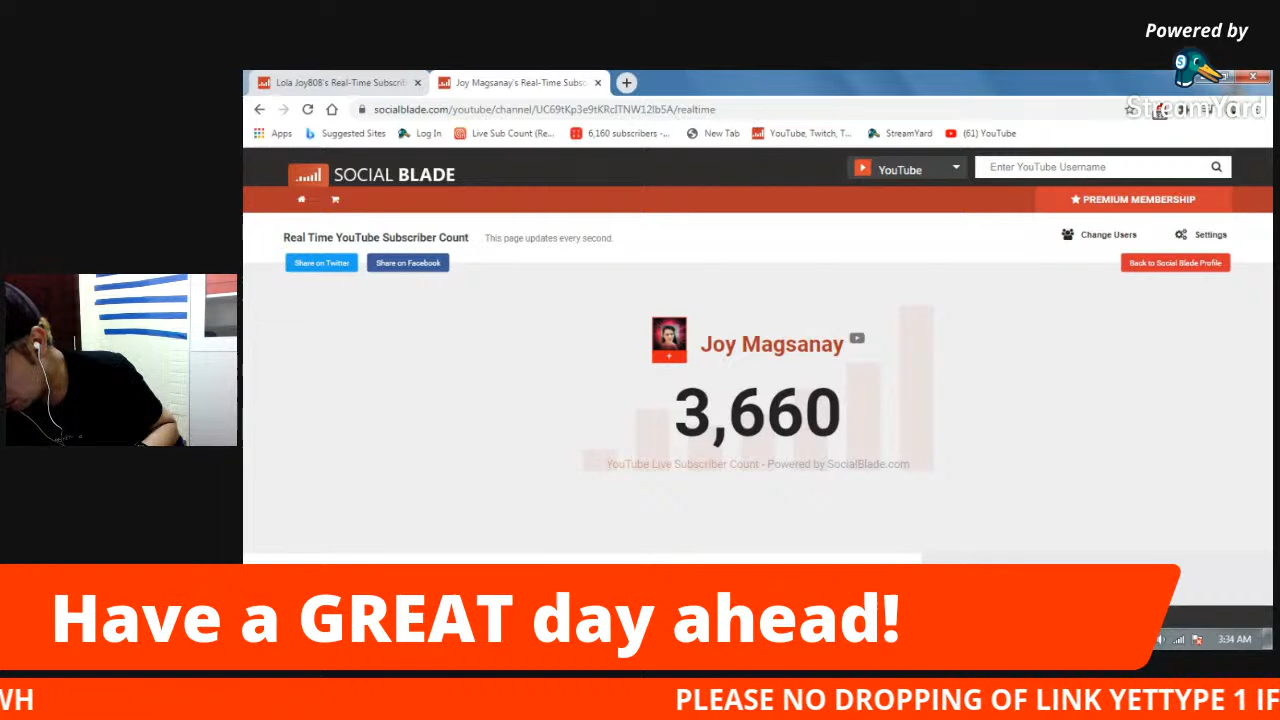 Powered by
StreamYard
Lola Joy808's Real-Time Subscri
Joy Magsanay's Real-Time Subsc
socialblade.com/youtube/channel/UC69tKp3e9tKRcITNW12lb5A/realtime
Apps Suggested Sites Log In Live Sub Count (Re... 6,160 subscribers -... New Tab YouTube, Twitch, T... StreamYard (61) YouTube
SOCIAL BLADE
YouTube
Enter YouTube Username
PREMIUM MEMBERSHIP
Real Time YouTube Subscriber Count This page updates every second.
Change Users Settings
Share on Twitter Share on Facebook
Back to Social Blade Profile
Joy Magsanay
3,660
YouTube Live Subscriber Count - Powered by SocialBlade.com
Have a GREAT day ahead!
3:34 AM
WH PLEASE NO DROPPING OF LINK YETTYPE 1 IF